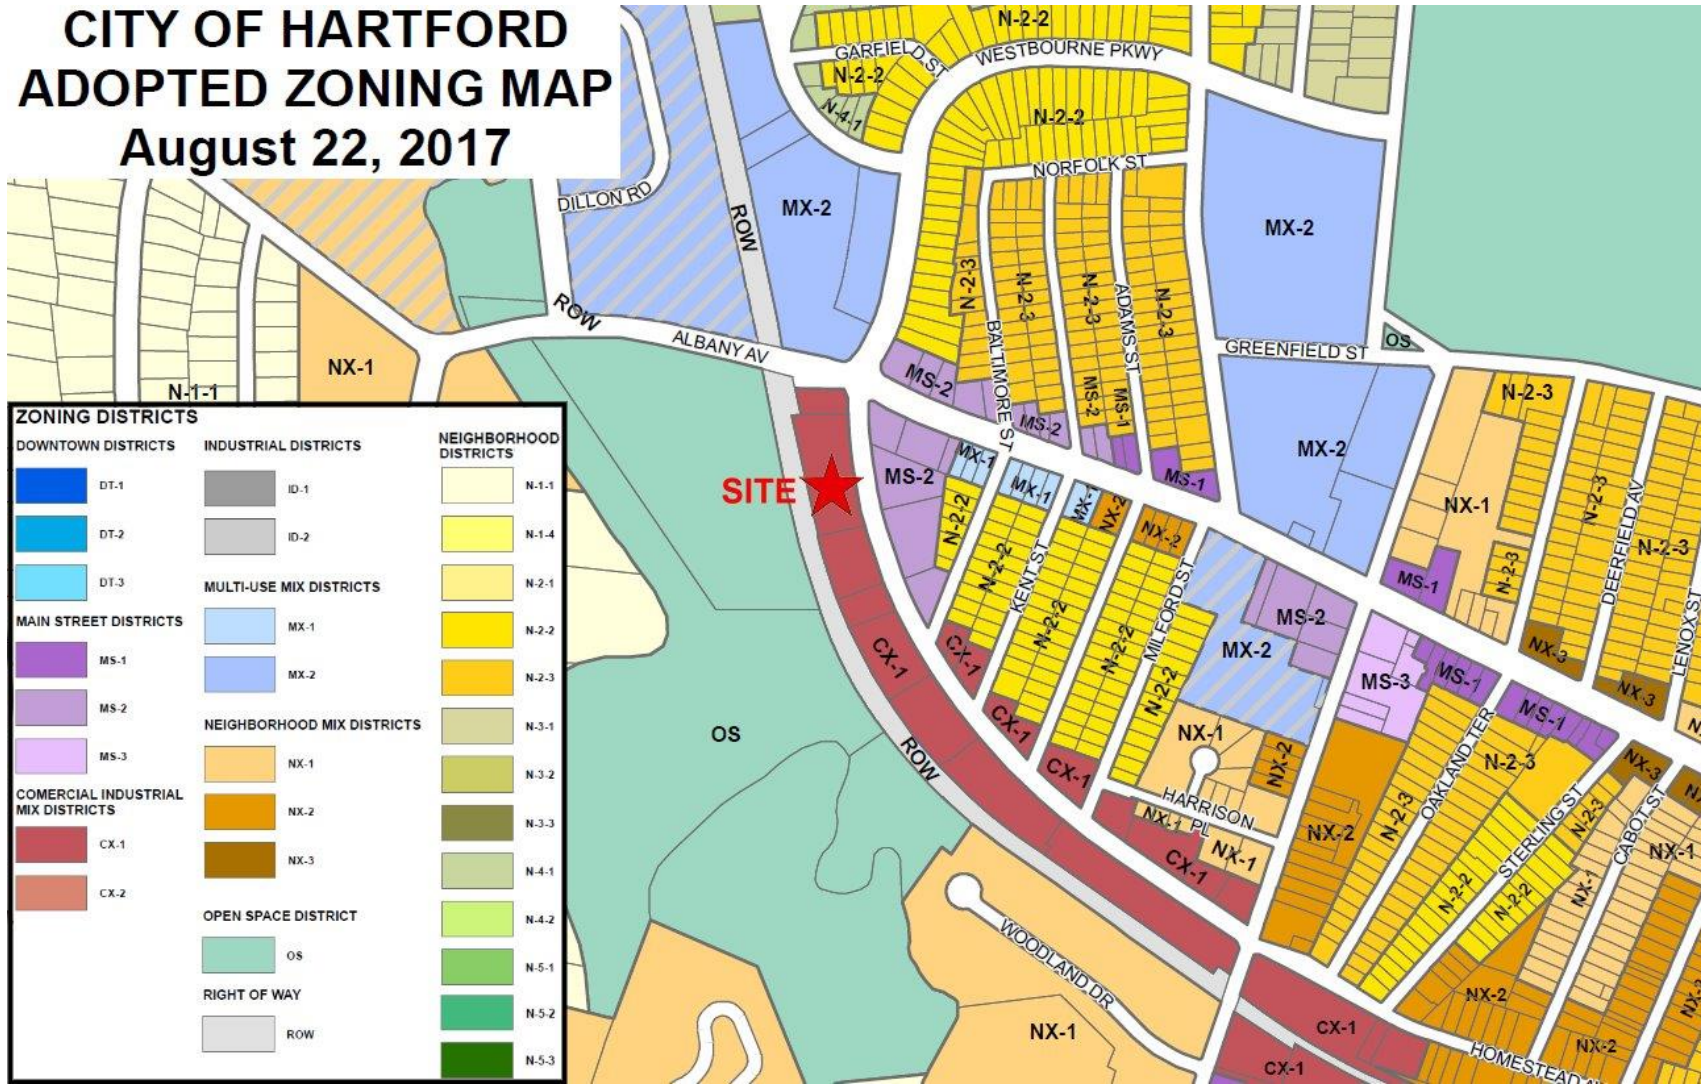 CITY OF HARTFORD
ADOPTED ZONING MAP
August 22, 2017
N-2-2
GARFIELD ST
WESTBOURNE PKWY
N-2-2
N-4-1
N-2-2
NORFOLK ST
DILLON RD
ROW
MX-2
MX-2
N-2-3
N-2-3
N-2-3
N-2-3
ADAMS ST
BALTIMORE ST
ROW
ALBANY AV
GREENFIELD ST
OS
NX-1
N-1-1
MS-2
MS-2
MS-2
MS-1
N-2-3
MX-2
MS-2
MX-1
MX-1
MX-1
NX-2
MS-1
NX-2
NX-1
N-2-3
N-2-3
N-2-3
DEERFIELD AV
LENOX ST
SITE
N-2-2
N-2-2
KENT ST
N-2-2
N-2-2
MILFORD ST
N-2-2
MS-1
MS-2
MX-2
MS-3
MS-1
MS-1
NX-3
NX-3
CX-1
CX-1
CX-1
CX-1
OS
ROW
NX-1
NX-2
HARRISON
PL
NX-1
NX-1
CX-1
NX-2
N-2-3
OAKLAND TER
N-2-3
NX-3
N-2-3
STERLING ST
CABOT ST
NX-1
NX-1
N-2-2
N-2-2
WOODLAND DR
NX-1
NX-2
NX-2
NX-2
CX-1
CX-1
HOMESTEAD
ZONING DISTRICTS
DOWNTOWN DISTRICTS
DT-1
DT-2
DT-3
MAIN STREET DISTRICTS
MS-1
MS-2
MS-3
COMERCIAL INDUSTRIAL
MIX DISTRICTS
CX-1
CX-2
INDUSTRIAL DISTRICTS
ID-1
ID-2
MULTI-USE MIX DISTRICTS
MX-1
MX-2
NEIGHBORHOOD MIX DISTRICTS
NX-1
NX-2
NX-3
OPEN SPACE DISTRICT
OS
RIGHT OF WAY
ROW
NEIGHBORHOOD
DISTRICTS
N-1-1
N-1-4
N-2-1
N-2-2
N-2-3
N-3-1
N-3-2
N-3-3
N-4-1
N-4-2
N-5-1
N-5-2
N-5-3